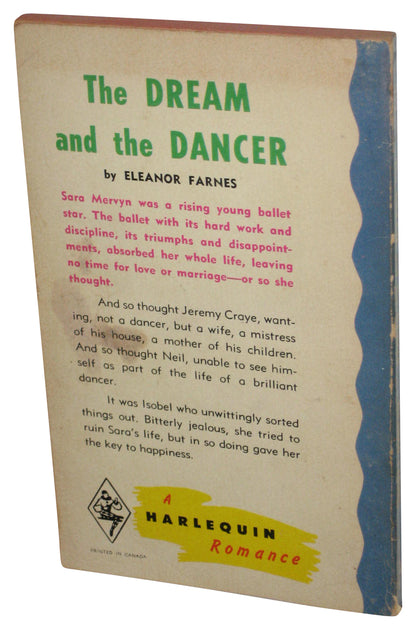 The DREAM
and the DANCER
by ELEANOR FARNES
Sara Mervyn was a rising young ballet
star. The ballet with its hard work and
discipline, its triumphs and disappoint-
ments, absorbed her whole life, leaving
no time for love or marriage—or so she
thought.
And so thought Jeremy Craye, want-
ing, not a dancer, but a wife, a mistress
of his house, a mother of his children.
And so thought Neil, unable to see him-
self as part of the life of a brilliant
dancer.
It was Isobel who unwittingly sorted
things out. Bitterly jealous, she tried to
ruin Sara's life, but in so doing gave her
the key to happiness.
A
HARLEQUIN
Romance
PRINTED IN CANADA